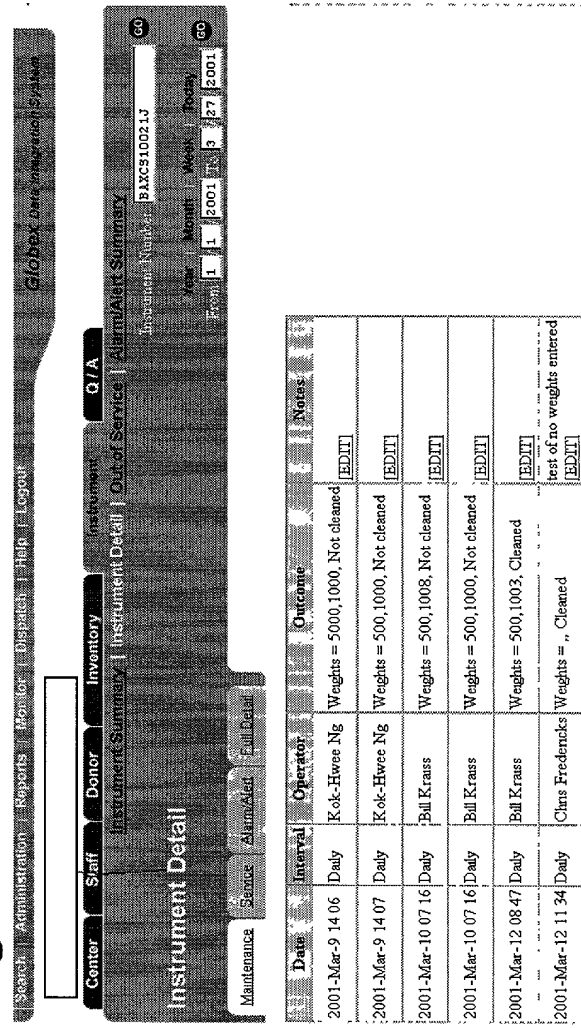 Globex Data Integration System
Search | Administration | Reports | Monitor | Dispatch | Help | Logout
Center Staff Donor Inventory Instrument Q / A
Instrument Summary | Instrument Detail | Out of Service | Alarm/Alert Summary
Instrument Detail
Instrument Number BAXCS10021J GO
Year | Month | Week | Today
From 1 1 2001 To 3 27 2001 GO
Maintenance Service Alarm/Alert Full Detail
Date Interval Operator Outcome Notes
2001-Mar-9 14 06 Daily Kok-Hwee Ng Weights = 5000,1000, Not cleaned [EDIT]
2001-Mar-9 14 07 Daily Kok-Hwee Ng Weights = 500,1000, Not cleaned [EDIT]
2001-Mar-10 07 16 Daily Bill Kraiss Weights = 500,1008, Not cleaned [EDIT]
2001-Mar-10 07 16 Daily Bill Kraiss Weights = 500,1000, Not cleaned [EDIT]
2001-Mar-12 08 47 Daily Bill Kraiss Weights = 500,1003, Cleaned [EDIT]
2001-Mar-12 11 34 Daily Chris Fredericks Weights = ,, Cleaned test of no weights entered
[EDIT]